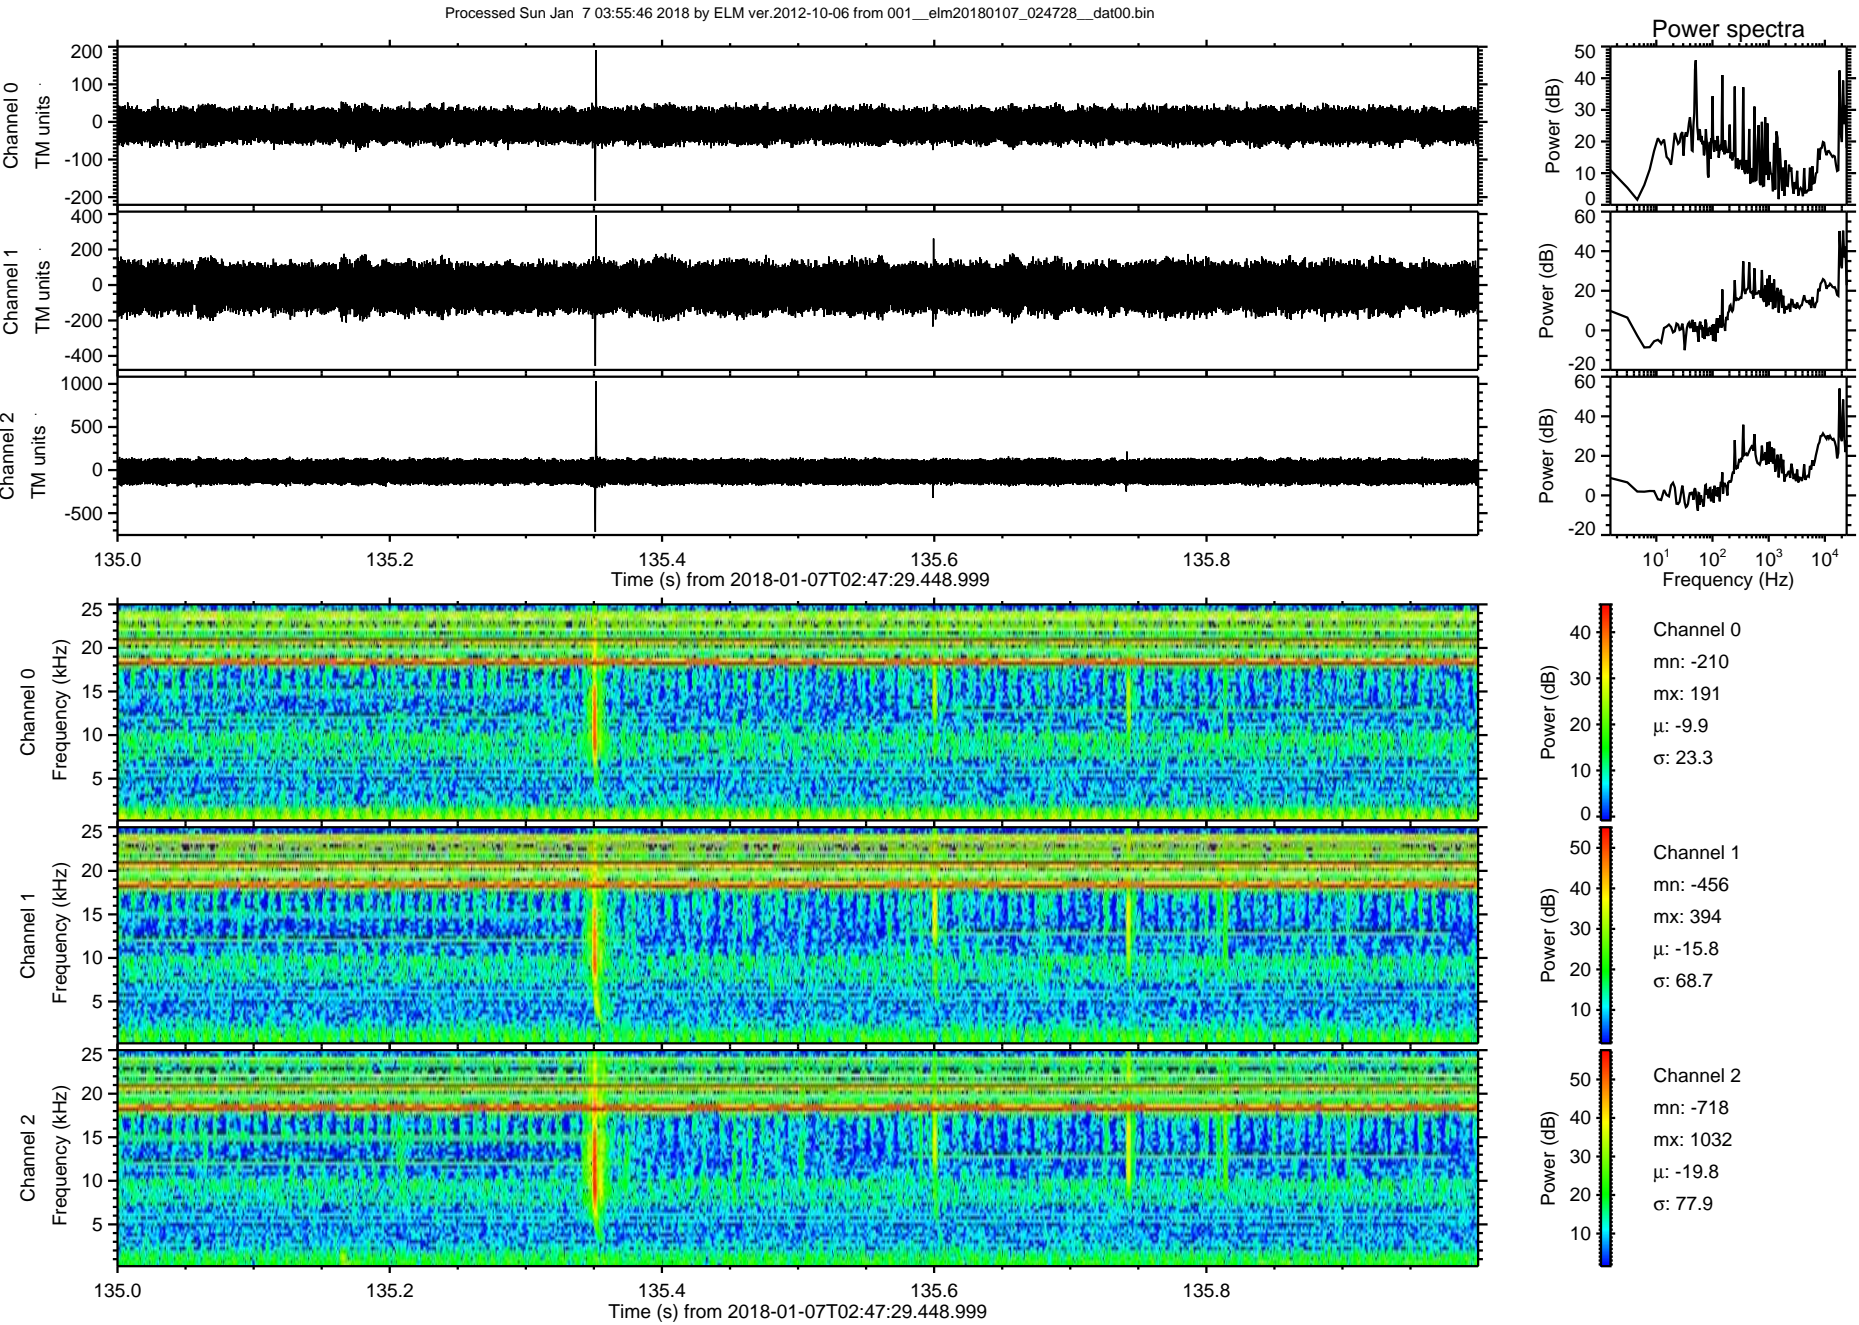 Processed Sun Jan  7 03:55:46 2018 by ELM ver.2012-10-06 from 001__elm20180107_024728__dat00.bin
Power spectra
Channel 0
TM units
200
100
0
-100
-200
Power (dB)
50
40
30
20
10
0
Channel 1
TM units
400
200
0
-200
-400
Power (dB)
60
40
20
0
-20
Channel 2
TM units
1000
500
0
-500
Power (dB)
60
40
20
0
-20
135.0 135.2 135.4 135.6 135.8
Time (s) from 2018-01-07T02:47:29.448.999
10^1 10^2 10^3 10^4
Frequency (Hz)
Channel 0
Frequency (kHz)
25
20
15
10
5
Power (dB)
40
30
20
10
0
Channel 0
mn: -210
mx: 191
μ: -9.9
σ: 23.3
Channel 1
Frequency (kHz)
25
20
15
10
5
Power (dB)
50
40
30
20
10
Channel 1
mn: -456
mx: 394
μ: -15.8
σ: 68.7
Channel 2
Frequency (kHz)
25
20
15
10
5
Power (dB)
50
40
30
20
10
Channel 2
mn: -718
mx: 1032
μ: -19.8
σ: 77.9
135.0 135.2 135.4 135.6 135.8
Time (s) from 2018-01-07T02:47:29.448.999